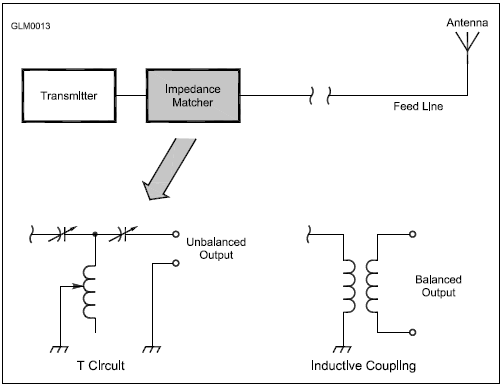 GLM0013
Antenna
Transmitter
Impedance
Matcher
Feed Line
Unbalanced
Output
Balanced
Output
T Circuit
Inductive Coupling